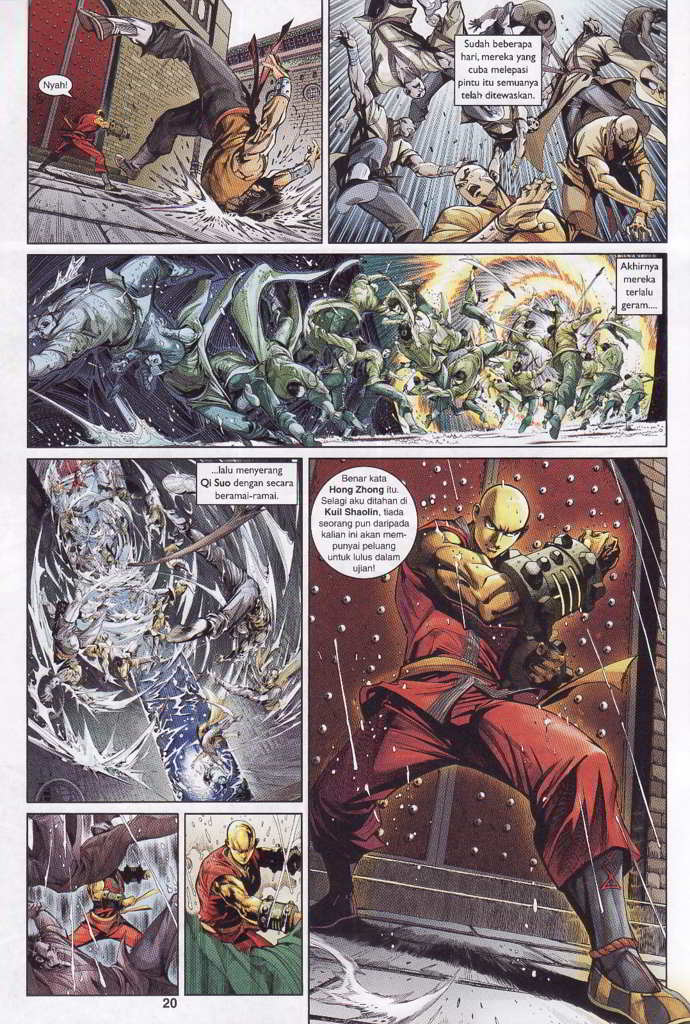 Nyah!
Sudah beberapa
hari, mereka yang
cuba melepasi
pintu itu semuanya
telah ditewaskan.
Akhirnya
mereka
terlalu
geram....
...lalu menyerang
Qi Suo dengan secara
beramai-ramai.
Benar kata
Hong Zhong itu.
Selagi aku ditahan di
Kuil Shaolin, tiada
seorang pun daripada
kalian ini akan mem-
punyai peluang
untuk lulus dalam
ujian!
20